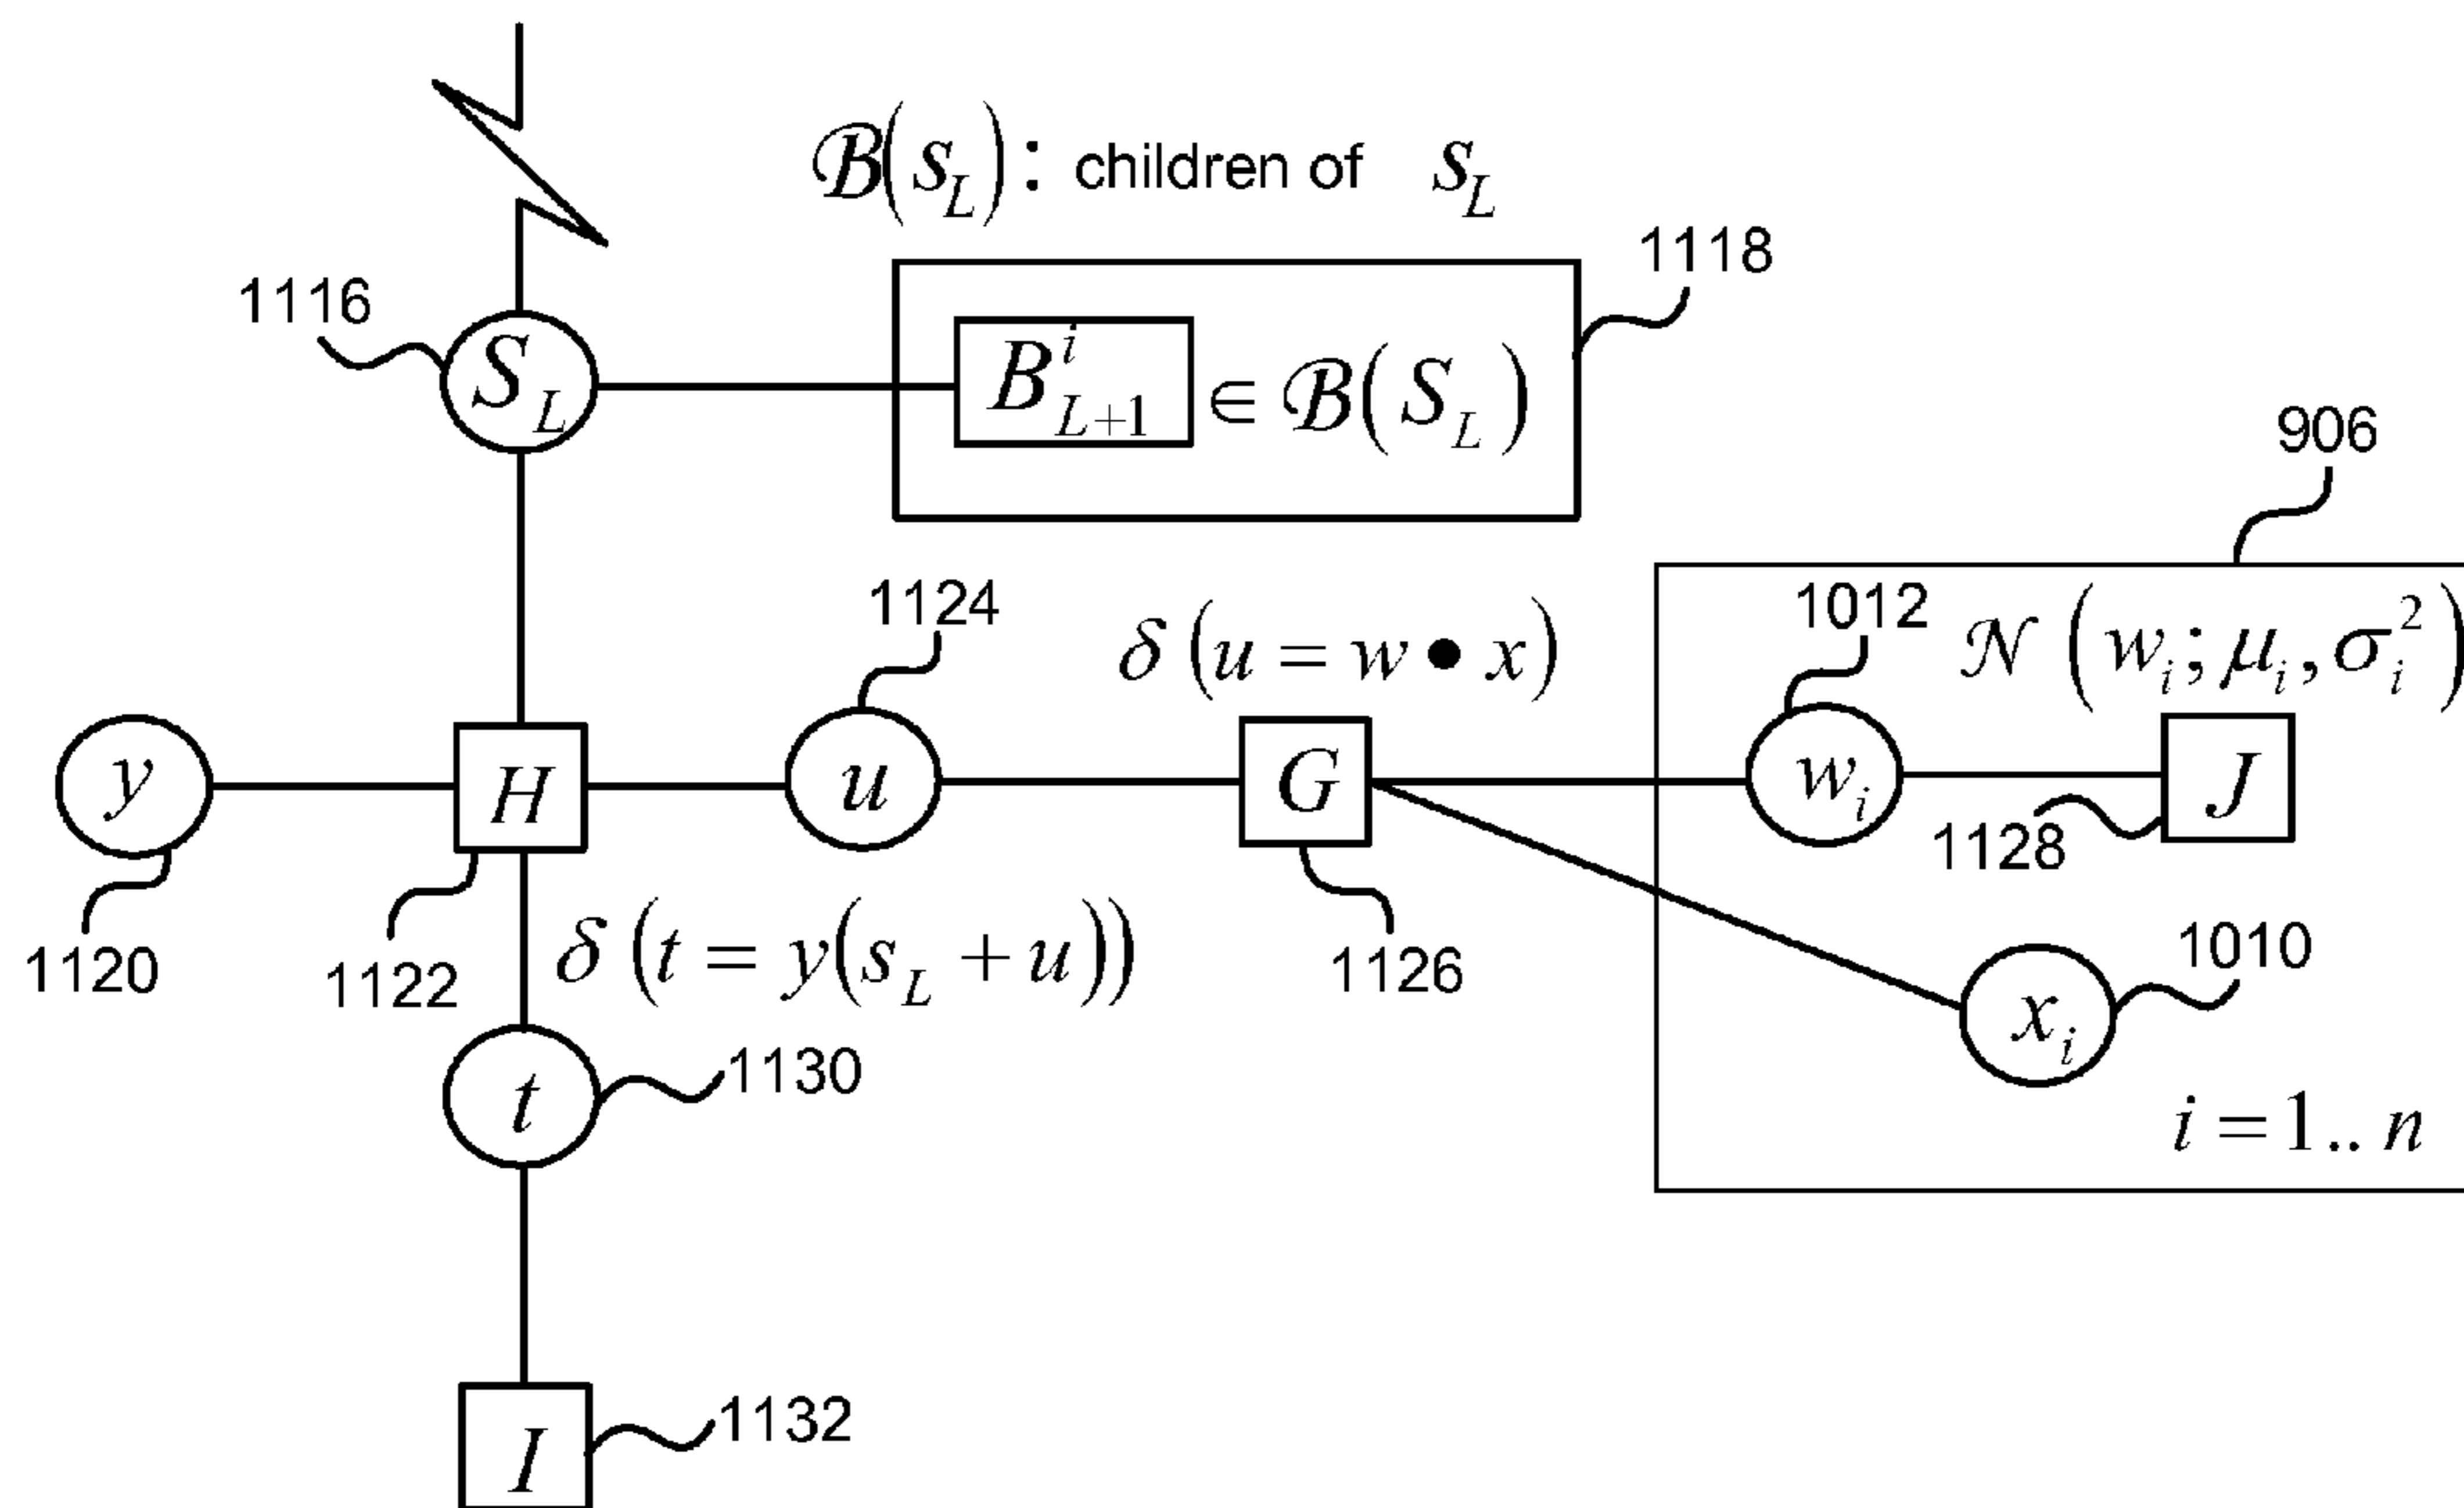 𝓑(s_L) : children of s_L
1118
1116
S_L
B^i_{L+1} ∈ 𝓑(S_L)
906
1124
δ(u = w • x)
1012
𝒩(w_i; μ_i, σ_i^2)
y
H
u
G
w_i
J
1128
1120
1122
δ(t = y(s_L + u))
1126
1010
x_i
t
1130
i = 1.. n
I
1132